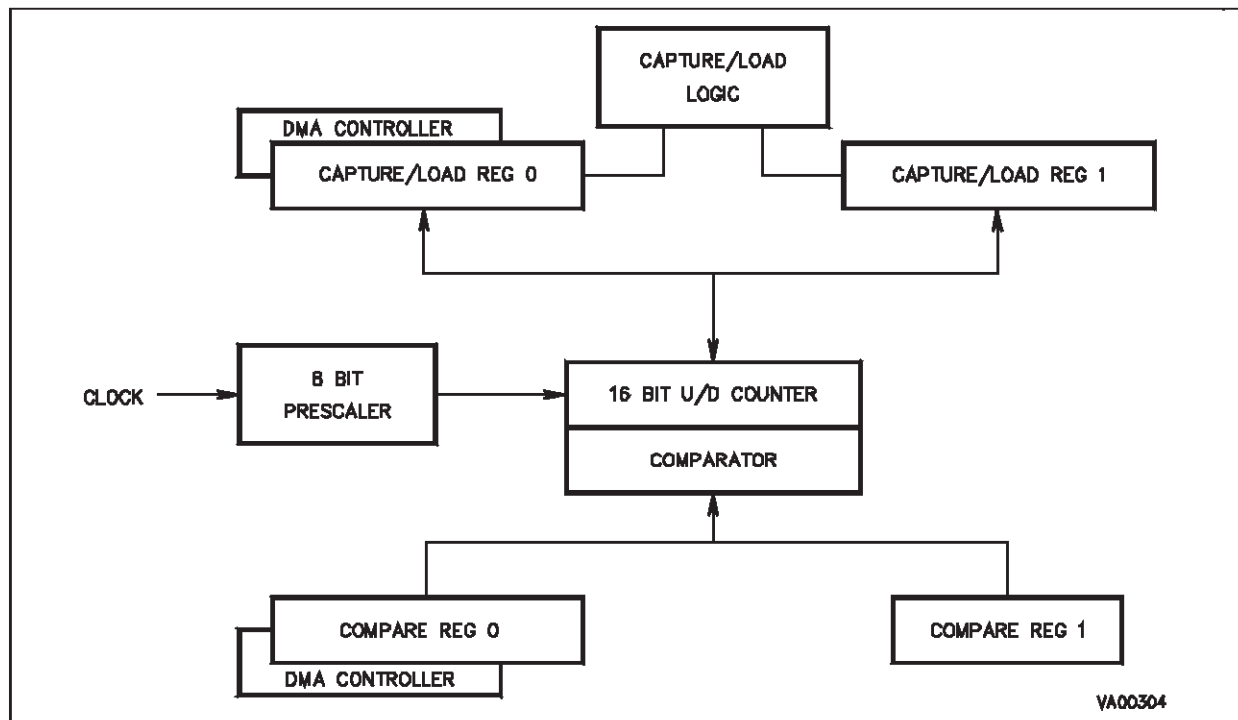 CAPTURE/LOAD
LOGIC
DMA CONTROLLER
CAPTURE/LOAD REG 0
CAPTURE/LOAD REG 1
CLOCK
8 BIT
PRESCALER
16 BIT U/D COUNTER
COMPARATOR
COMPARE REG 0
COMPARE REG 1
DMA CONTROLLER
VA00304